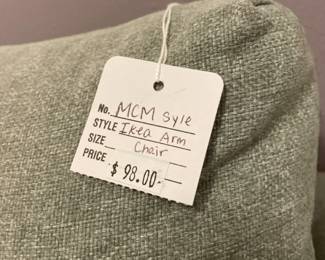 No. MCM Syle
STYLE Ikea Arm
SIZE Chair
PRICE
$ 98.00